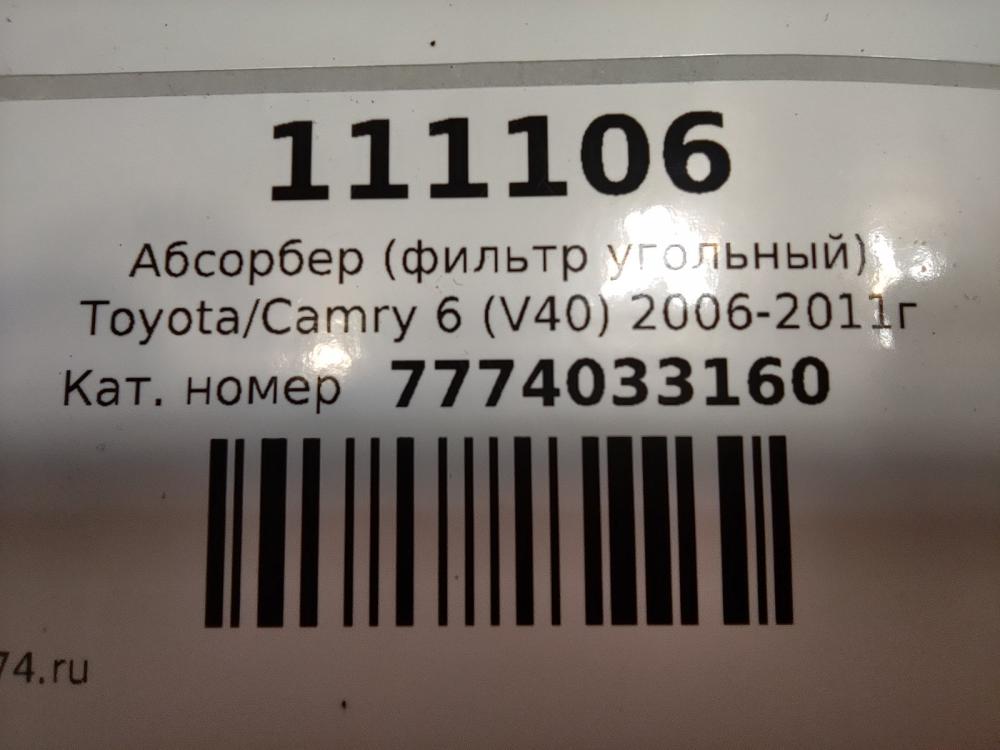 111106
Абсорбер (фильтр угольный)
Toyota/Camry 6 (V40) 2006-2011г
Кат. номер 7774033160
74.ru